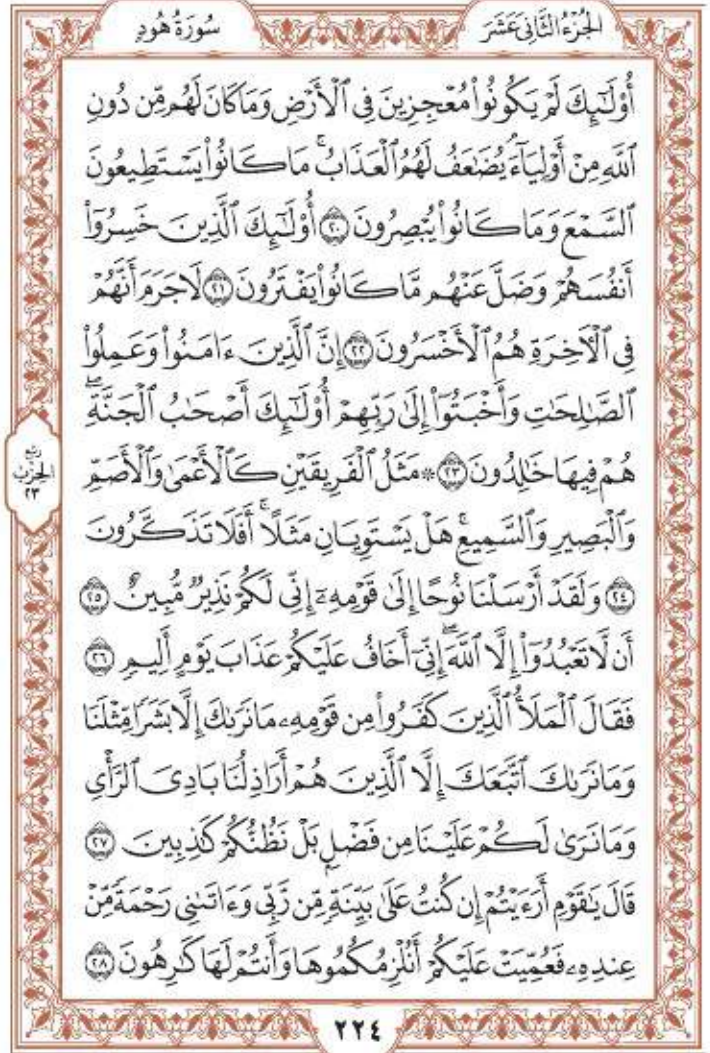 الجُزْءُ الثَّانِي عَشَرَ
سُورَةُ هُودٍ
أُوْلَٰٓئِكَ لَمْ يَكُونُواْ مُعْجِزِينَ فِي ٱلْأَرْضِ وَمَا كَانَ لَهُم مِّن دُونِ
ٱللَّهِ مِنْ أَوْلِيَآءَۘ يُضَٰعَفُ لَهُمُ ٱلْعَذَابُۚ مَا كَانُواْ يَسْتَطِيعُونَ
ٱلسَّمْعَ وَمَا كَانُواْ يُبْصِرُونَ ۝٢٠ أُوْلَٰٓئِكَ ٱلَّذِينَ خَسِرُوٓاْ
أَنفُسَهُمْ وَضَلَّ عَنْهُم مَّا كَانُواْ يَفْتَرُونَ ۝٢١ لَا جَرَمَ أَنَّهُمْ
فِي ٱلْأٓخِرَةِ هُمُ ٱلْأَخْسَرُونَ ۝٢٢ إِنَّ ٱلَّذِينَ ءَامَنُواْ وَعَمِلُواْ
ٱلصَّٰلِحَٰتِ وَأَخْبَتُوٓاْ إِلَىٰ رَبِّهِمْ أُوْلَٰٓئِكَ أَصْحَٰبُ ٱلْجَنَّةِۖ
هُمْ فِيهَا خَٰلِدُونَ ۝٢٣ ۞ مَثَلُ ٱلْفَرِيقَيْنِ كَٱلْأَعْمَىٰ وَٱلْأَصَمِّ
وَٱلْبَصِيرِ وَٱلسَّمِيعِۚ هَلْ يَسْتَوِيَانِ مَثَلًاۚ أَفَلَا تَذَكَّرُونَ
۝٢٤ وَلَقَدْ أَرْسَلْنَا نُوحًا إِلَىٰ قَوْمِهِۦٓ إِنِّي لَكُمْ نَذِيرٌ مُّبِينٌ ۝٢٥
أَن لَّا تَعْبُدُوٓاْ إِلَّا ٱللَّهَۖ إِنِّيٓ أَخَافُ عَلَيْكُمْ عَذَابَ يَوْمٍ أَلِيمٍ ۝٢٦
فَقَالَ ٱلْمَلَأُ ٱلَّذِينَ كَفَرُواْ مِن قَوْمِهِۦ مَا نَرَىٰكَ إِلَّا بَشَرًا مِّثْلَنَا
وَمَا نَرَىٰكَ ٱتَّبَعَكَ إِلَّا ٱلَّذِينَ هُمْ أَرَاذِلُنَا بَادِيَ ٱلرَّأْيِ
وَمَا نَرَىٰ لَكُمْ عَلَيْنَا مِن فَضْلٍۭ بَلْ نَظُنُّكُمْ كَٰذِبِينَ ۝٢٧
قَالَ يَٰقَوْمِ أَرَءَيْتُمْ إِن كُنتُ عَلَىٰ بَيِّنَةٍ مِّن رَّبِّي وَءَاتَىٰنِي رَحْمَةً مِّنْ
عِندِهِۦ فَعُمِّيَتْ عَلَيْكُمْ أَنُلْزِمُكُمُوهَا وَأَنتُمْ لَهَا كَٰرِهُونَ ۝٢٨
رُبْعُ
الحِزْبِ
٢٣
٢٢٤